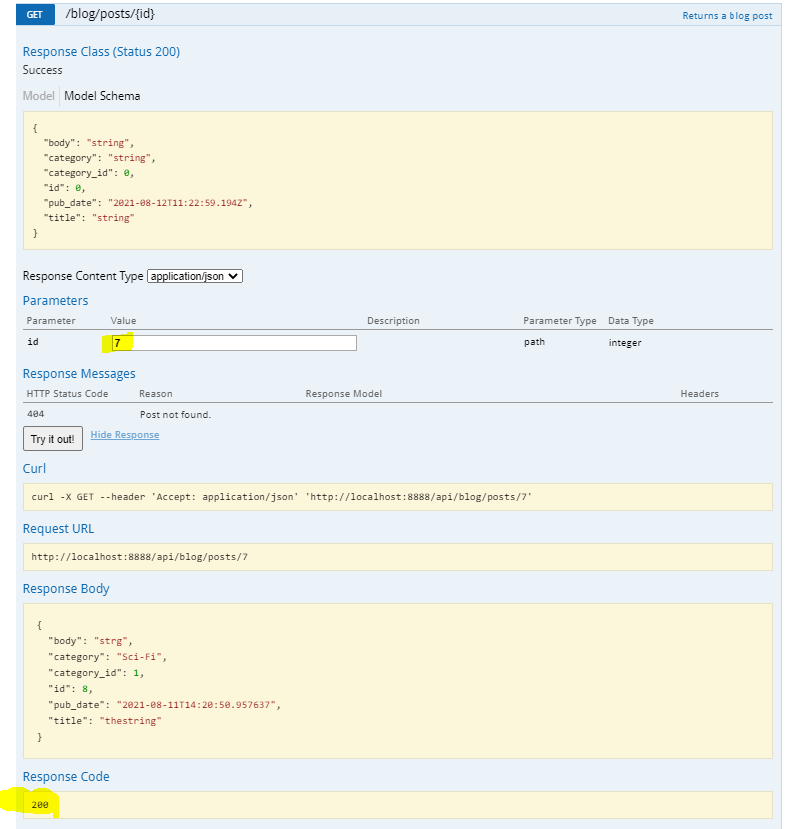 GET /blog/posts/{id} Returns a blog post
Response Class (Status 200)
Success
Model Model Schema
{
"body": "string",
"category": "string",
"category_id": 0,
"id": 0,
"pub_date": "2021-08-12T11:22:59.194Z",
"title": "string"
}
Response Content Type application/json
Parameters
Parameter Value Description Parameter Type Data Type
id 7 path integer
Response Messages
HTTP Status Code Reason Response Model Headers
404 Post not found.
Try it out! Hide Response
Curl
curl -X GET --header 'Accept: application/json' 'http://localhost:8888/api/blog/posts/7'
Request URL
http://localhost:8888/api/blog/posts/7
Response Body
{
"body": "strg",
"category": "Sci-Fi",
"category_id": 1,
"id": 8,
"pub_date": "2021-08-11T14:20:50.957637",
"title": "thestring"
}
Response Code
200